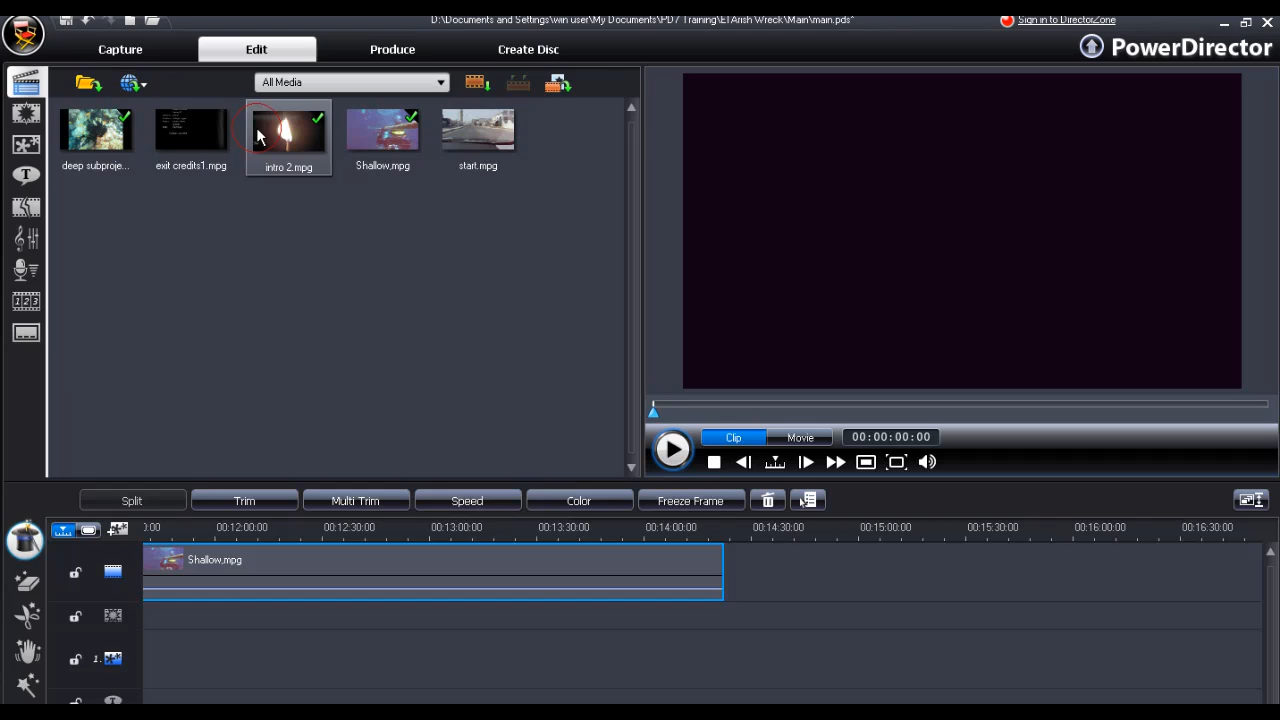 D:\Documents and Settings\win user\My Documents\PD7 Training\ETArish Wreck\Main\main.pds*
Sign in to DirectorZone
Capture
Edit
Produce
Create Disc
PowerDirector
All Media
deep subproje...
exit credits1.mpg
intro 2.mpg
Shallow.mpg
start.mpg
Clip
Movie
00:00:00:00
Split
Trim
Multi Trim
Speed
Color
Freeze Frame
:00:00 00:12:00:00 00:12:30:00 00:13:00:00 00:13:30:00 00:14:00:00 00:14:30:00 00:15:00:00 00:15:30:00 00:16:00:00 00:16:30:00
Shallow.mpg
1.